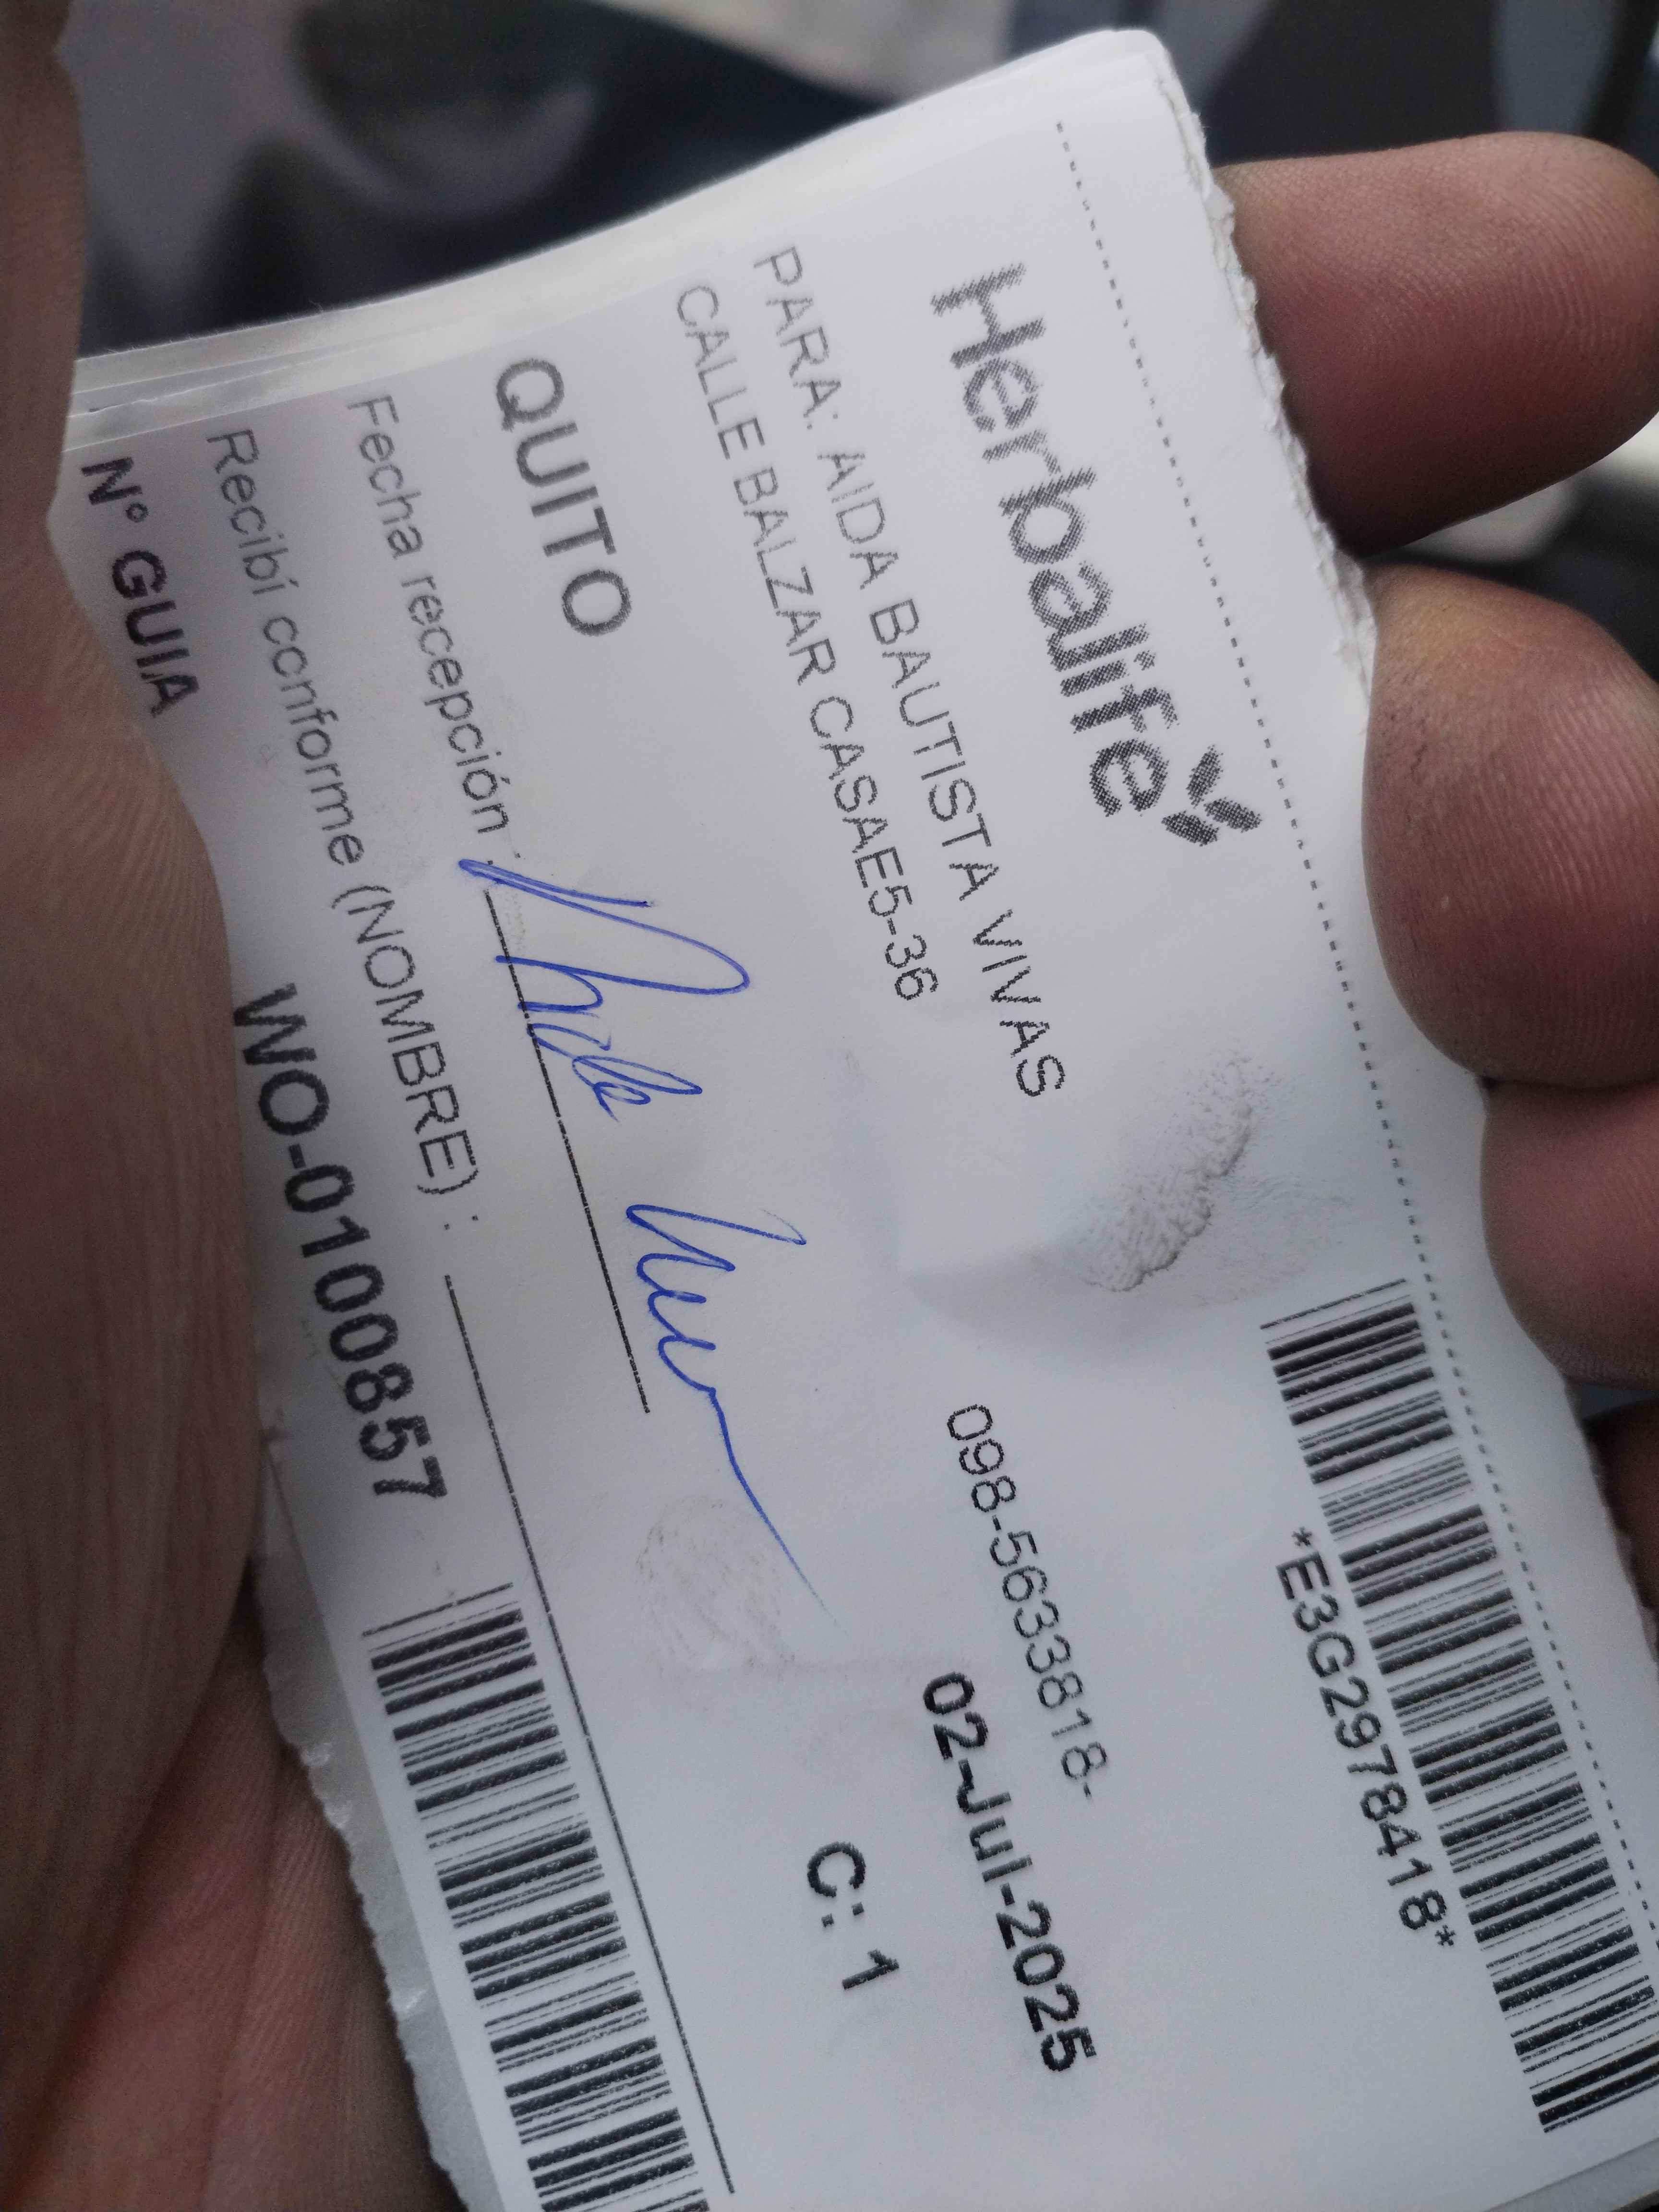 Herbalife
*E3G2978418*
PARA: AIDA BAUTISTA VIVAS
CALLE BALZAR CASAE5-36
098-5633818-
02-Jul-2025
QUITO
C: 1
Fecha recepción :
Recibí conforme (NOMBRE) :
N° GUIA WO-0100857